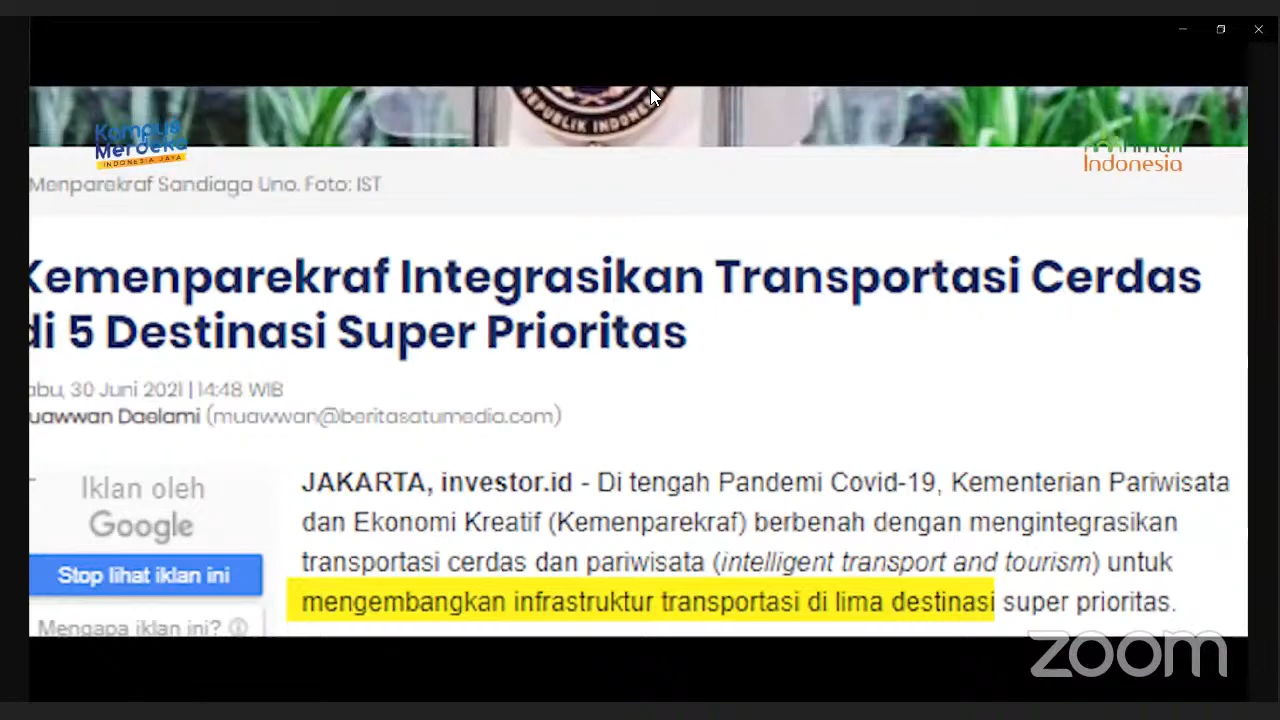 REPUBLIK INDONESIA
Kampus
Merdeka
INDONESIA JAYA
Indonesia
Menparekraf Sandiaga Uno. Foto: IST
Kemenparekraf Integrasikan Transportasi Cerdas
di 5 Destinasi Super Prioritas
abu, 30 Juni 2021 | 14:48 WIB
uawwan Daelami (muawwan@beritasatumedia.com)
Iklan oleh
Google
Stop lihat iklan ini
Mengapa iklan ini?
JAKARTA, investor.id - Di tengah Pandemi Covid-19, Kementerian Pariwisata
dan Ekonomi Kreatif (Kemenparekraf) berbenah dengan mengintegrasikan
transportasi cerdas dan pariwisata (intelligent transport and tourism) untuk
mengembangkan infrastruktur transportasi di lima destinasi super prioritas.
zoom